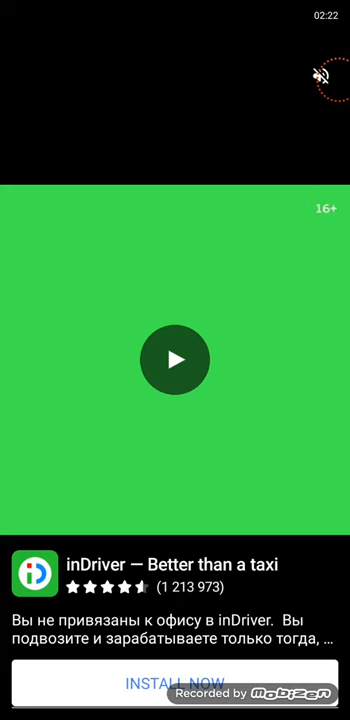 02:22
16+
inDriver — Better than a taxi
(1 213 973)
Вы не привязаны к офису в inDriver. Вы
подвозите и зарабатываете только тогда, ...
INSTALL NOW
Recorded by mobizen